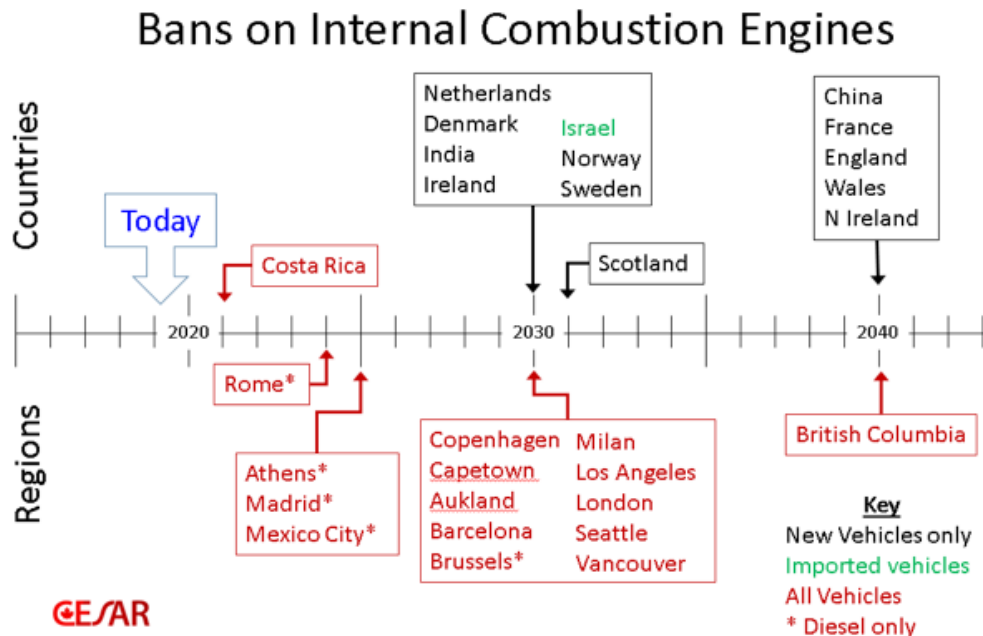 Bans on Internal Combustion Engines
Countries
Netherlands
Denmark
India
Ireland
Israel
Norway
Sweden
China
France
England
Wales
N Ireland
Today
Costa Rica
Scotland
2020
2030
2040
Regions
Rome*
Athens*
Madrid*
Mexico City*
Copenhagen
Capetown
Aukland
Barcelona
Brussels*
Milan
Los Angeles
London
Seattle
Vancouver
British Columbia
Key
New Vehicles only
Imported vehicles
All Vehicles
* Diesel only
CESAR